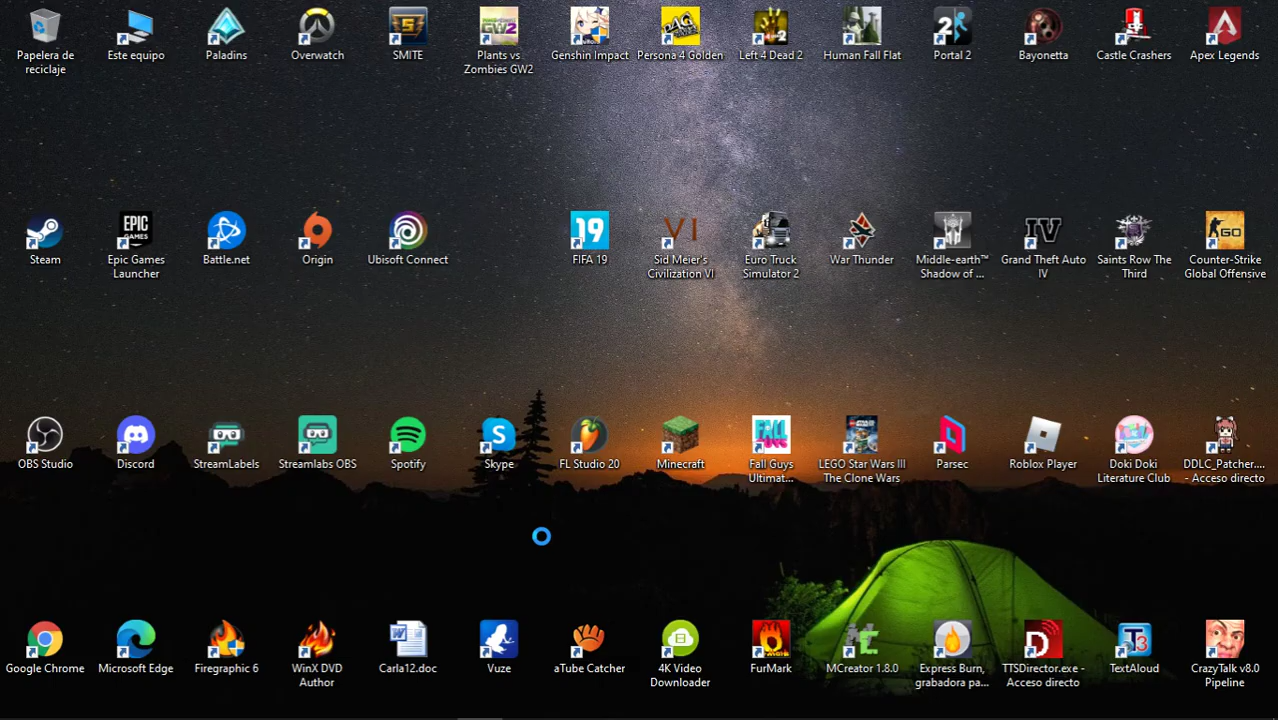 Papelera de
reciclaje
Este equipo
Paladins
Overwatch
SMITE
Plants vs
Zombies GW2
Genshin Impact
Persona 4 Golden
Left 4 Dead 2
Human Fall Flat
Portal 2
Bayonetta
Castle Crashers
Apex Legends
Steam
Epic Games
Launcher
Battle.net
Origin
Ubisoft Connect
FIFA 19
Sid Meier's
Civilization VI
Euro Truck
Simulator 2
War Thunder
Middle-earth™
Shadow of ...
Grand Theft Auto
IV
Saints Row The
Third
Counter-Strike
Global Offensive
OBS Studio
Discord
StreamLabels
Streamlabs OBS
Spotify
Skype
FL Studio 20
Minecraft
Fall Guys
Ultimat...
LEGO Star Wars III
The Clone Wars
Parsec
Roblox Player
Doki Doki
Literature Club
DDLC_Patcher....
- Acceso directo
Google Chrome
Microsoft Edge
Firegraphic 6
WinX DVD
Author
Carla12.doc
Vuze
aTube Catcher
4K Video
Downloader
FurMark
MCreator 1.8.0
Express Burn,
grabadora pa...
TTSDirector.exe -
Acceso directo
TextAloud
CrazyTalk v8.0
Pipeline